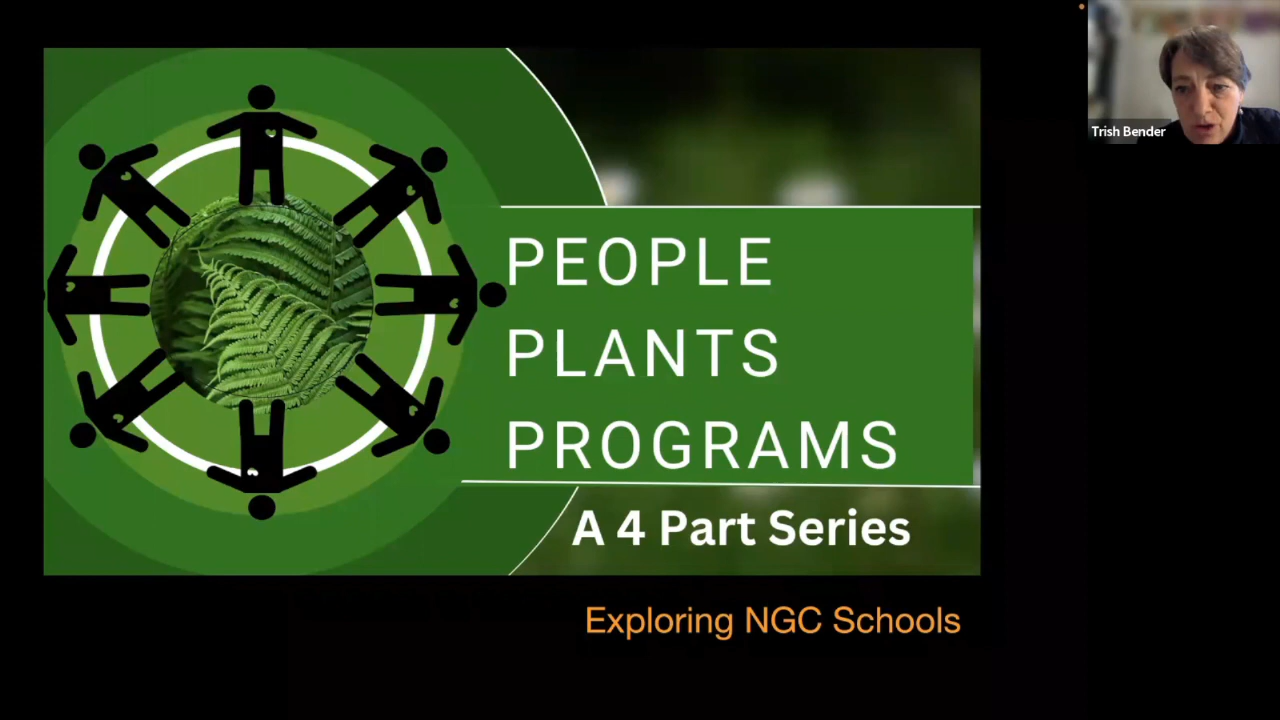 PEOPLE
PLANTS
PROGRAMS
A 4 Part Series
Exploring NGC Schools
Trish Bender